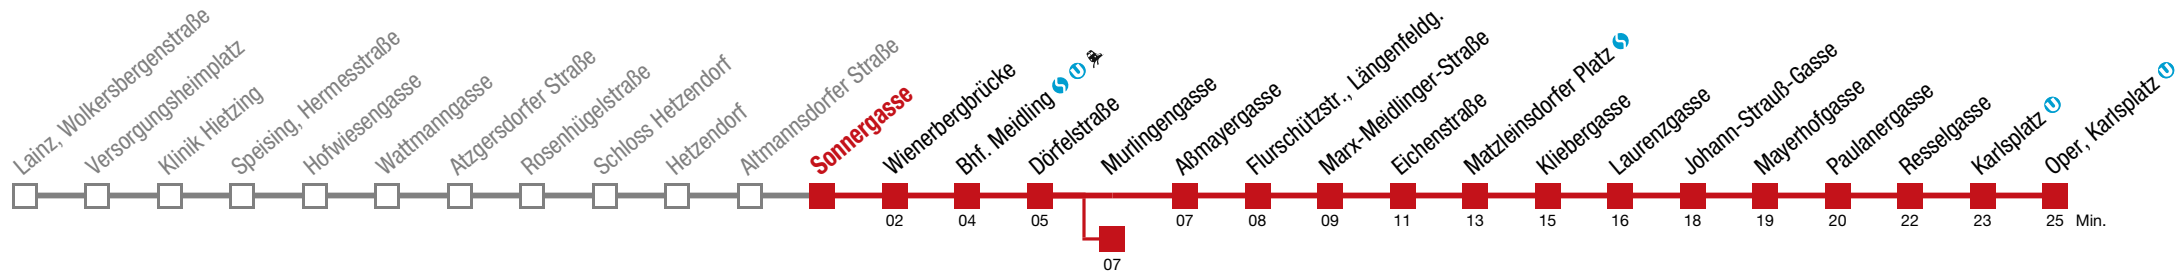 Lainz, Wolkersbergenstraße
Versorgungsheimplatz
Klinik Hietzing
Speising, Hermesstraße
Hofwiesengasse
Wattmanngasse
Atzgersdorfer Straße
Rosenhügelstraße
Schloss Hetzendorf
Hetzendorf
Altmannsdorfer Straße
Sonnergasse
Wienerbergbrücke
Bhf. Meidling S U
Dörfelstraße
Murlingengasse
Aßmayergasse
Flurschützstr., Längenfeldg.
Marx-Meidlinger-Straße
Eichenstraße
Matzleinsdorfer Platz S
Kliebergasse
Laurenzgasse
Johann-Strauß-Gasse
Mayerhofgasse
Paulanergasse
Resselgasse
Karlsplatz U
Oper, Karlsplatz U
02 04 05 07 08 09 11 13 15 16 18 19 20 22 23 25 Min.
07